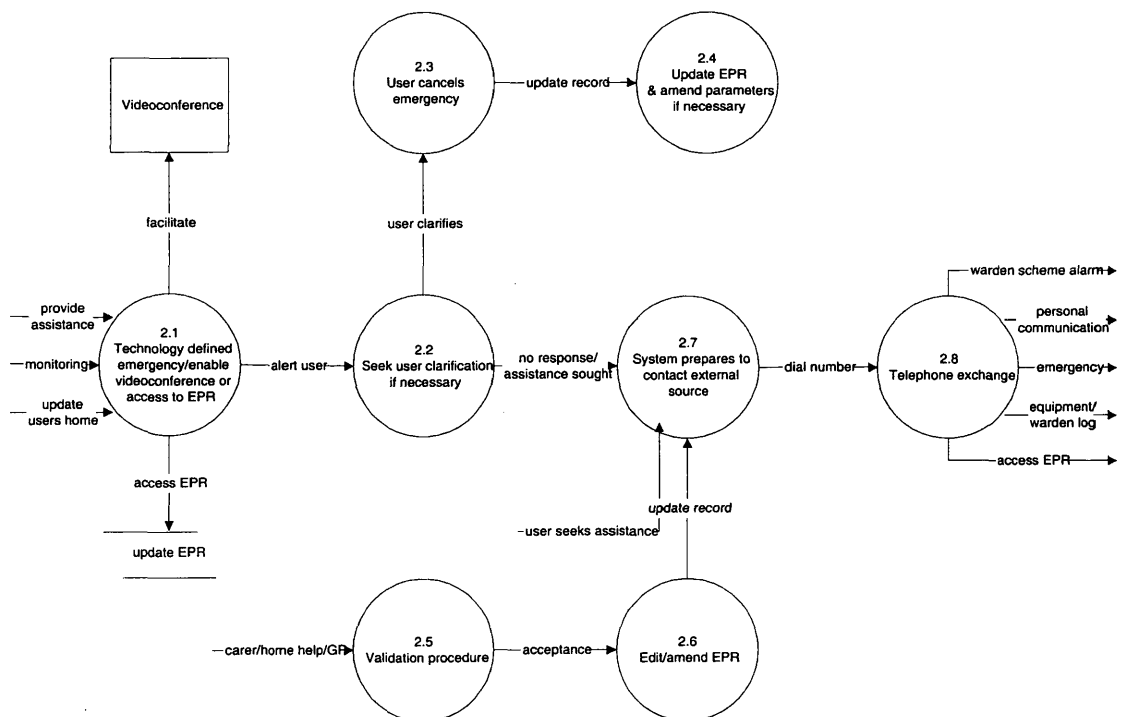 2.3
User cancels
emergency
update record
2.4
Update EPR
& amend parameters
if necessary
Videoconference
facilitate
user clarifies
provide
assistance
monitoring
update
users home
2.1
Technology defined
emergency/enable
videoconference or
access to EPR
alert user
2.2
Seek user clarification
if necessary
no response/
assistance sought
2.7
System prepares to
contact external
source
dial number
2.8
Telephone exchange
warden scheme alarm
personal
communication
emergency
equipment/
warden log
access EPR
access EPR
update EPR
update record
user seeks assistance
carer/home help/GP
2.5
Validation procedure
acceptance
2.6
Edit/amend EPR